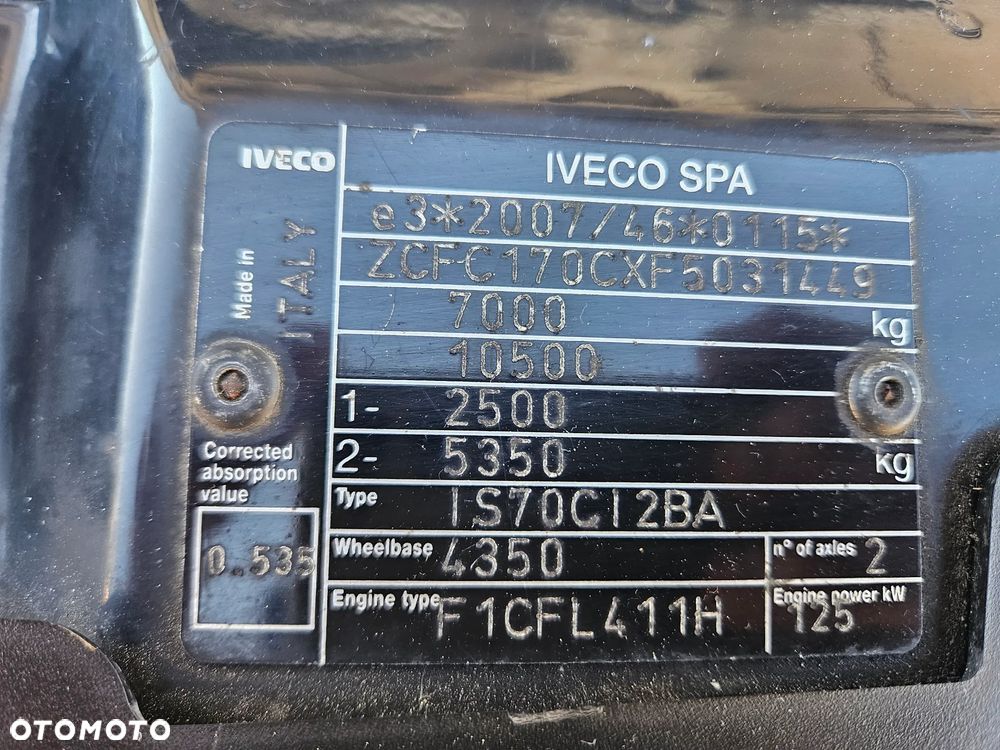 IVECO
IVECO SPA
e3*2007/46*0115*
ZCFC170CXF5031449
7000 kg
10500
1- 2500
2- 5350 kg
Made in ITALY
Corrected
absorption
value
0.535
Type IS70CI2BA
Wheelbase 4350
n° of axles 2
Engine type F1CFL411H
Engine power kW 125
OTOMOTO